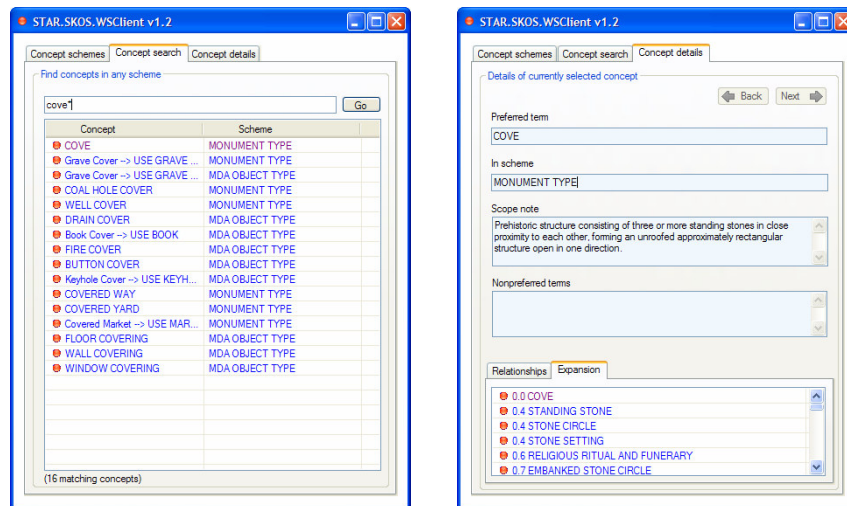 STAR.SKOS.WSClient v1.2
Concept schemes Concept search Concept details
Find concepts in any scheme
cove*
Go
Concept Scheme
COVE MONUMENT TYPE
Grave Cover --> USE GRAVE ... MONUMENT TYPE
Grave Cover --> USE GRAVE ... MDA OBJECT TYPE
COAL HOLE COVER MONUMENT TYPE
WELL COVER MONUMENT TYPE
DRAIN COVER MDA OBJECT TYPE
Book Cover --> USE BOOK MDA OBJECT TYPE
FIRE COVER MDA OBJECT TYPE
BUTTON COVER MDA OBJECT TYPE
Keyhole Cover --> USE KEYH... MDA OBJECT TYPE
COVERED WAY MONUMENT TYPE
COVERED YARD MONUMENT TYPE
Covered Market --> USE MAR... MONUMENT TYPE
FLOOR COVERING MDA OBJECT TYPE
WALL COVERING MDA OBJECT TYPE
WINDOW COVERING MDA OBJECT TYPE
(16 matching concepts)
STAR.SKOS.WSClient v1.2
Concept schemes Concept search Concept details
Details of currently selected concept
Back Next
Preferred term
COVE
In scheme
MONUMENT TYPE
Scope note
Prehistoric structure consisting of three or more standing stones in close
proximity to each other, forming an unroofed approximately rectangular
structure open in one direction.
Nonpreferred terms
Relationships Expansion
0.0 COVE
0.4 STANDING STONE
0.4 STONE CIRCLE
0.4 STONE SETTING
0.6 RELIGIOUS RITUAL AND FUNERARY
0.7 EMBANKED STONE CIRCLE